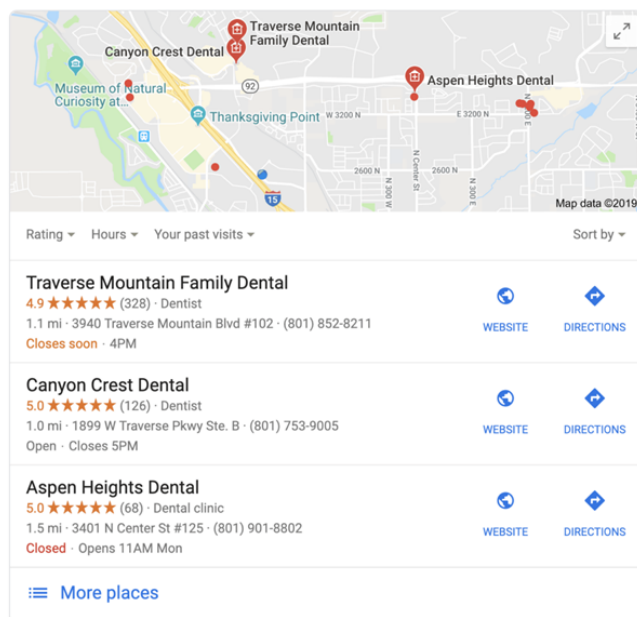 Traverse Mountain
Family Dental
Canyon Crest Dental
Museum of Natural
Curiosity at...
92
Aspen Heights Dental
Thanksgiving Point
W 3200 N
E 3200 N
N Center St
N 300 W
2600 N
2600 N
15
Map data ©2019
Rating
Hours
Your past visits
Sort by
Traverse Mountain Family Dental
4.9 ★★★★★ (328) · Dentist
1.1 mi · 3940 Traverse Mountain Blvd #102 · (801) 852-8211
Closes soon · 4PM
WEBSITE
DIRECTIONS
Canyon Crest Dental
5.0 ★★★★★ (126) · Dentist
1.0 mi · 1899 W Traverse Pkwy Ste. B · (801) 753-9005
Open · Closes 5PM
WEBSITE
DIRECTIONS
Aspen Heights Dental
5.0 ★★★★★ (68) · Dental clinic
1.5 mi · 3401 N Center St #125 · (801) 901-8802
Closed · Opens 11AM Mon
WEBSITE
DIRECTIONS
More places